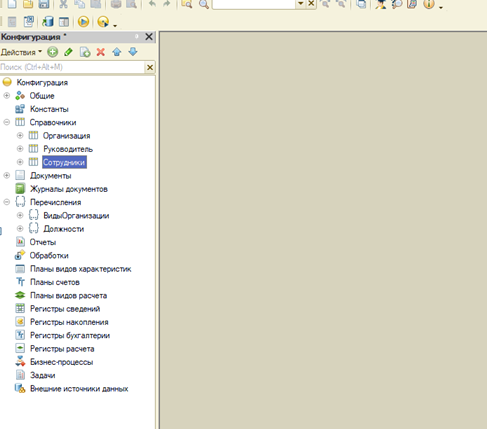 Конфигурация *
Действия
Поиск (Ctrl+Alt+M)
Конфигурация
Общие
Константы
Справочники
Организация
Руководитель
Сотрудники
Документы
Журналы документов
Перечисления
ВидыОрганизации
Должности
Отчеты
Обработки
Планы видов характеристик
Планы счетов
Планы видов расчета
Регистры сведений
Регистры накопления
Регистры бухгалтерии
Регистры расчета
Бизнес-процессы
Задачи
Внешние источники данных